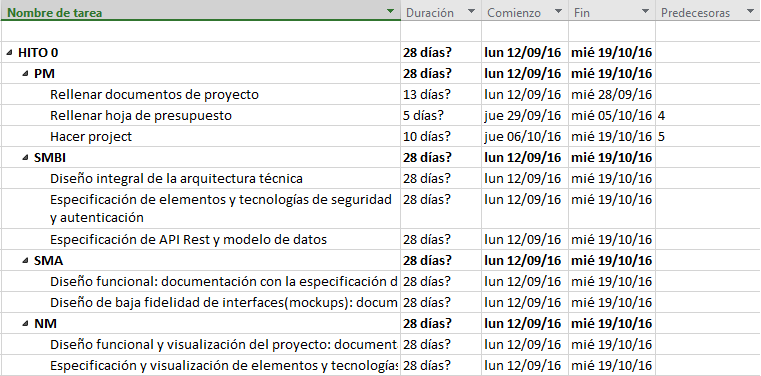 Nombre de tarea Duración Comienzo Fin Predecesoras
HITO 0 28 días? lun 12/09/16 mié 19/10/16
PM 28 días? lun 12/09/16 mié 19/10/16
Rellenar documentos de proyecto 13 días? lun 12/09/16 mié 28/09/16
Rellenar hoja de presupuesto 5 días? jue 29/09/16 mié 05/10/16 4
Hacer project 10 días? jue 06/10/16 mié 19/10/16 5
SMBI 28 días? lun 12/09/16 mié 19/10/16
Diseño integral de la arquitectura técnica 28 días? lun 12/09/16 mié 19/10/16
Especificación de elementos y tecnologías de seguridad 28 días? lun 12/09/16 mié 19/10/16
y autenticación
Especificación de API Rest y modelo de datos 28 días? lun 12/09/16 mié 19/10/16
SMA 28 días? lun 12/09/16 mié 19/10/16
Diseño funcional: documentación con la especificación d 28 días? lun 12/09/16 mié 19/10/16
Diseño de baja fidelidad de interfaces(mockups): docum 28 días? lun 12/09/16 mié 19/10/16
NM 28 días? lun 12/09/16 mié 19/10/16
Diseño funcional y visualización del proyecto: document 28 días? lun 12/09/16 mié 19/10/16
Especificación y visualización de elementos y tecnologías 28 días? lun 12/09/16 mié 19/10/16